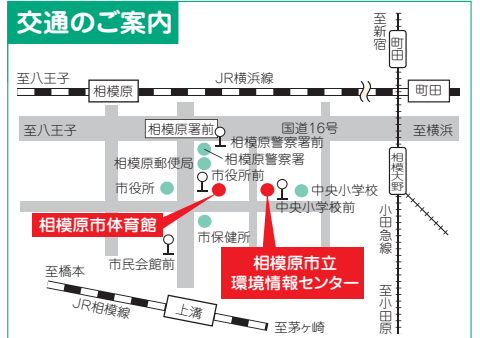 交通のご案内
至新宿
町田
至八王子
相模原
JR横浜線
町田
至八王子
相模原署前
国道16号
至横浜
相模原警察署前
相模原警察署
相模原郵便局
市役所前
市役所
中央小学校
中央小学校前
相模大野
相模原市体育館
市保健所
小田急線
市民会館前
相模原市立
環境情報センター
至橋本
JR相模線
上溝
至茅ヶ崎
至小田原